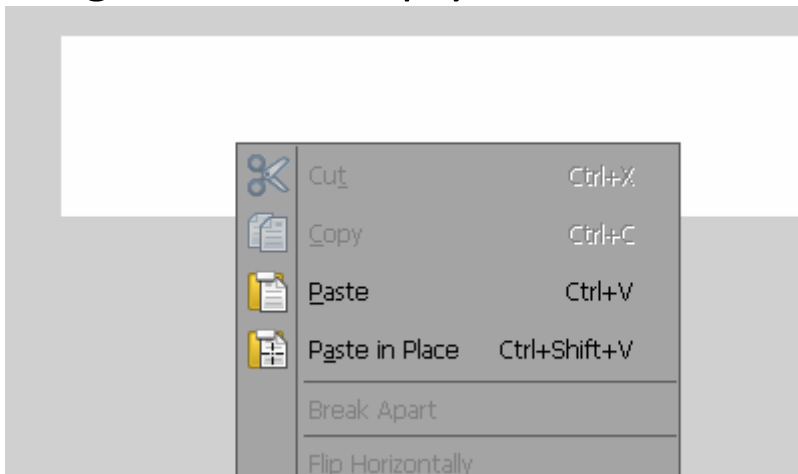 Cut Ctrl+X
Copy Ctrl+C
Paste Ctrl+V
Paste in Place Ctrl+Shift+V
Break Apart
Flip Horizontally